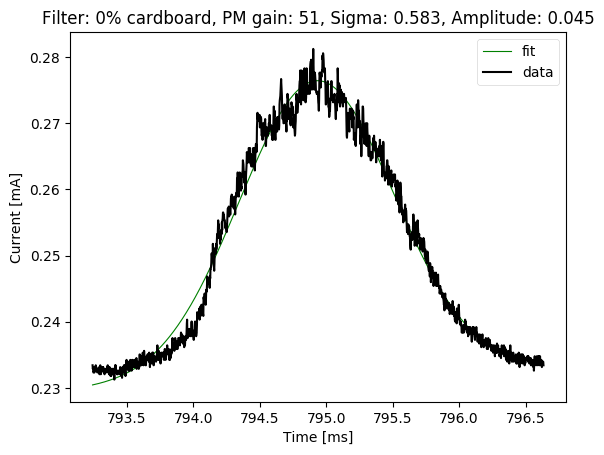 Filter: 0% cardboard, PM gain: 51, Sigma: 0.583, Amplitude: 0.045
fit
data
0.28
0.27
0.26
0.25
0.24
0.23
Current [mA]
793.5 794.0 794.5 795.0 795.5 796.0 796.5
Time [ms]